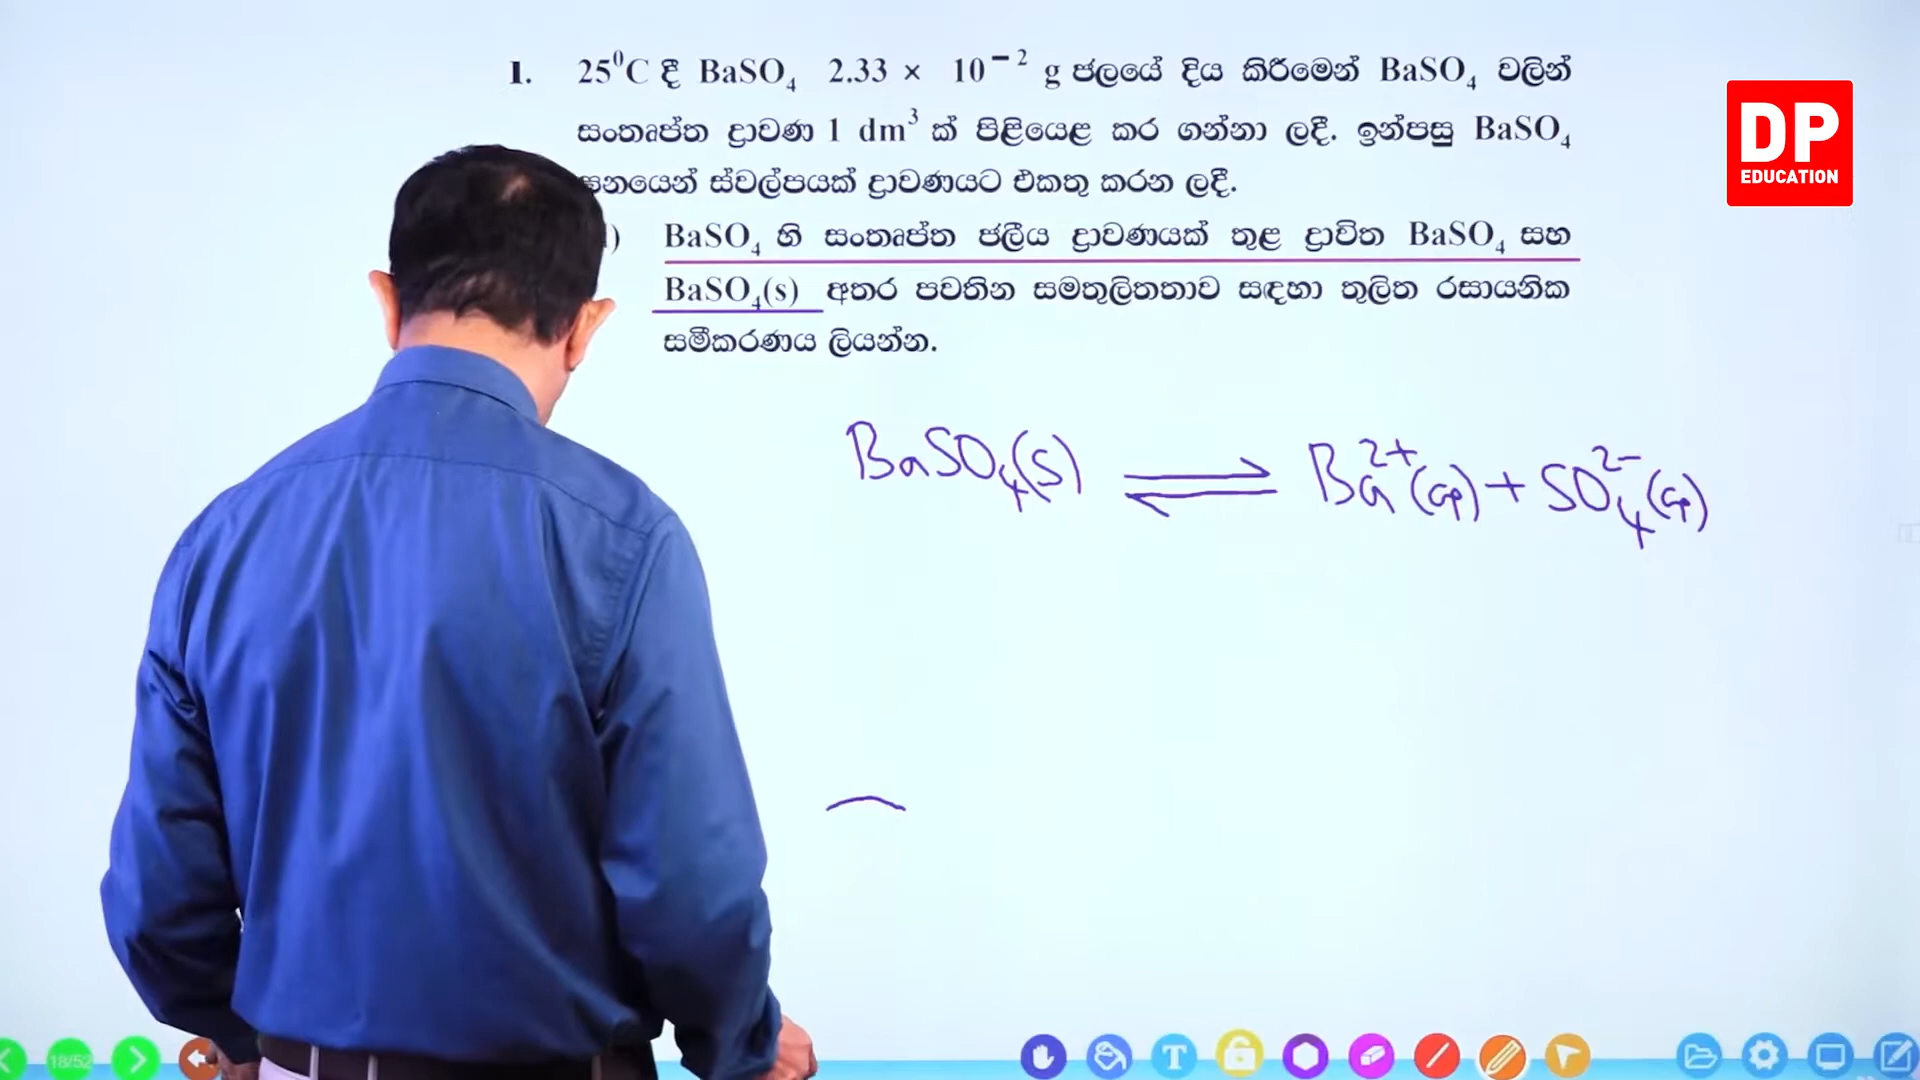 1. 25⁰C දී BaSO₄ 2.33 × 10⁻² g ජලයේ දිය කිරීමෙන් BaSO₄ වලින්
සංතෘප්ත ද්‍රාවණ 1 dm³ ක් පිළියෙළ කර ගන්නා ලදී. ඉන්පසු BaSO₄
ස්වල්පයක් ද්‍රාවණයට එකතු කරන ලදී.
BaSO₄ හි සංතෘප්ත ජලීය ද්‍රාවණයක් තුළ ද්‍රාවිත BaSO₄ සහ
BaSO₄(s) අතර පවතින සමතුලිතතාව සඳහා තුලිත රසායනික
සමීකරණය ලියන්න.
BaSO₄(s) ⇌ Ba²⁺(aq) + SO₄²⁻(aq)
DP
EDUCATION
18/52
T